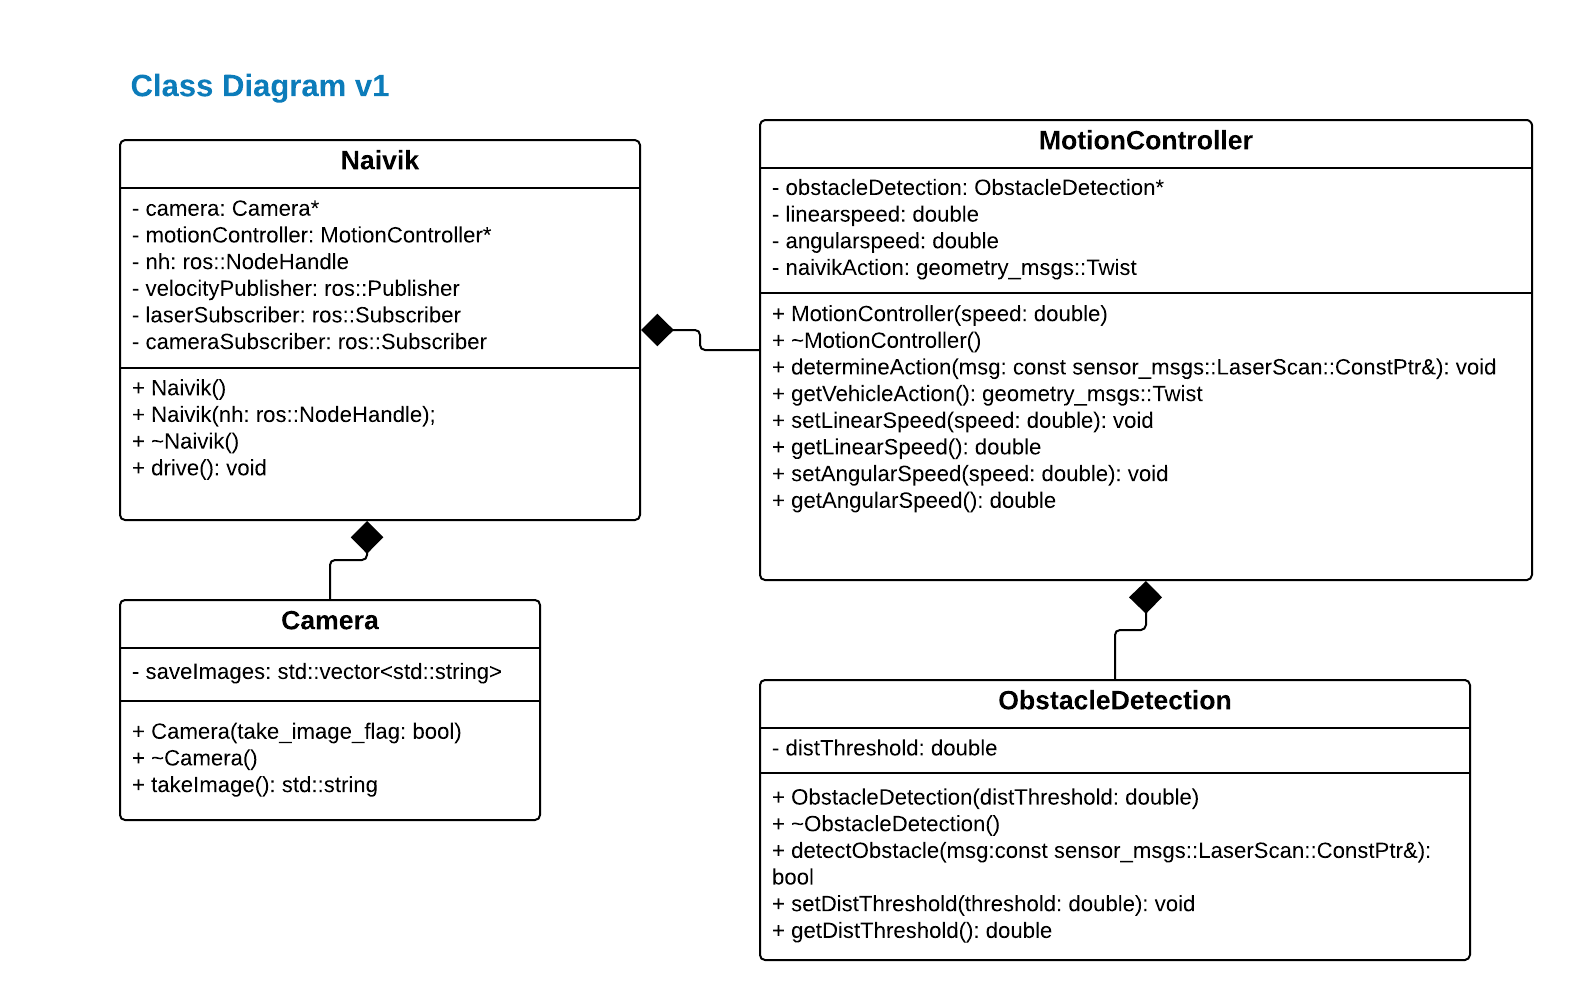 Class Diagram v1
Naivik
- camera: Camera*
- motionController: MotionController*
- nh: ros::NodeHandle
- velocityPublisher: ros::Publisher
- laserSubscriber: ros::Subscriber
- cameraSubscriber: ros::Subscriber
+ Naivik()
+ Naivik(nh: ros::NodeHandle);
+ ~Naivik()
+ drive(): void
MotionController
- obstacleDetection: ObstacleDetection*
- linearspeed: double
- angularspeed: double
- naivikAction: geometry_msgs::Twist
+ MotionController(speed: double)
+ ~MotionController()
+ determineAction(msg: const sensor_msgs::LaserScan::ConstPtr&): void
+ getVehicleAction(): geometry_msgs::Twist
+ setLinearSpeed(speed: double): void
+ getLinearSpeed(): double
+ setAngularSpeed(speed: double): void
+ getAngularSpeed(): double
Camera
- saveImages: std::vector<std::string>
+ Camera(take_image_flag: bool)
+ ~Camera()
+ takeImage(): std::string
ObstacleDetection
- distThreshold: double
+ ObstacleDetection(distThreshold: double)
+ ~ObstacleDetection()
+ detectObstacle(msg:const sensor_msgs::LaserScan::ConstPtr&):
bool
+ setDistThreshold(threshold: double): void
+ getDistThreshold(): double